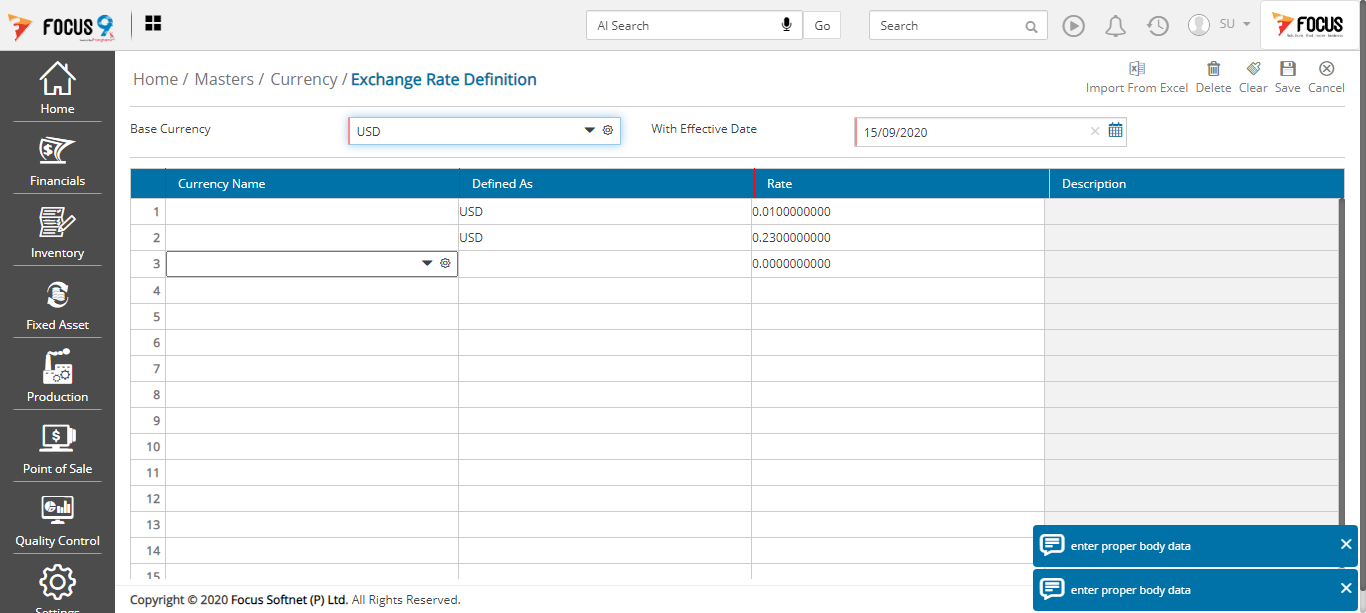 FOCUS 9
AI Search Go Search SU FOCUS
Home / Masters / Currency / Exchange Rate Definition
Import From Excel Delete Clear Save Cancel
Home
Financials
Inventory
Fixed Asset
Production
Point of Sale
Quality Control
Settings
Base Currency USD With Effective Date 15/09/2020
Currency Name Defined As Rate Description
1 USD 0.0100000000
2 USD 0.2300000000
3 0.0000000000
4
5
6
7
8
9
10
11
12
13
14
15
enter proper body data
enter proper body data
Copyright © 2020 Focus Softnet (P) Ltd. All Rights Reserved.